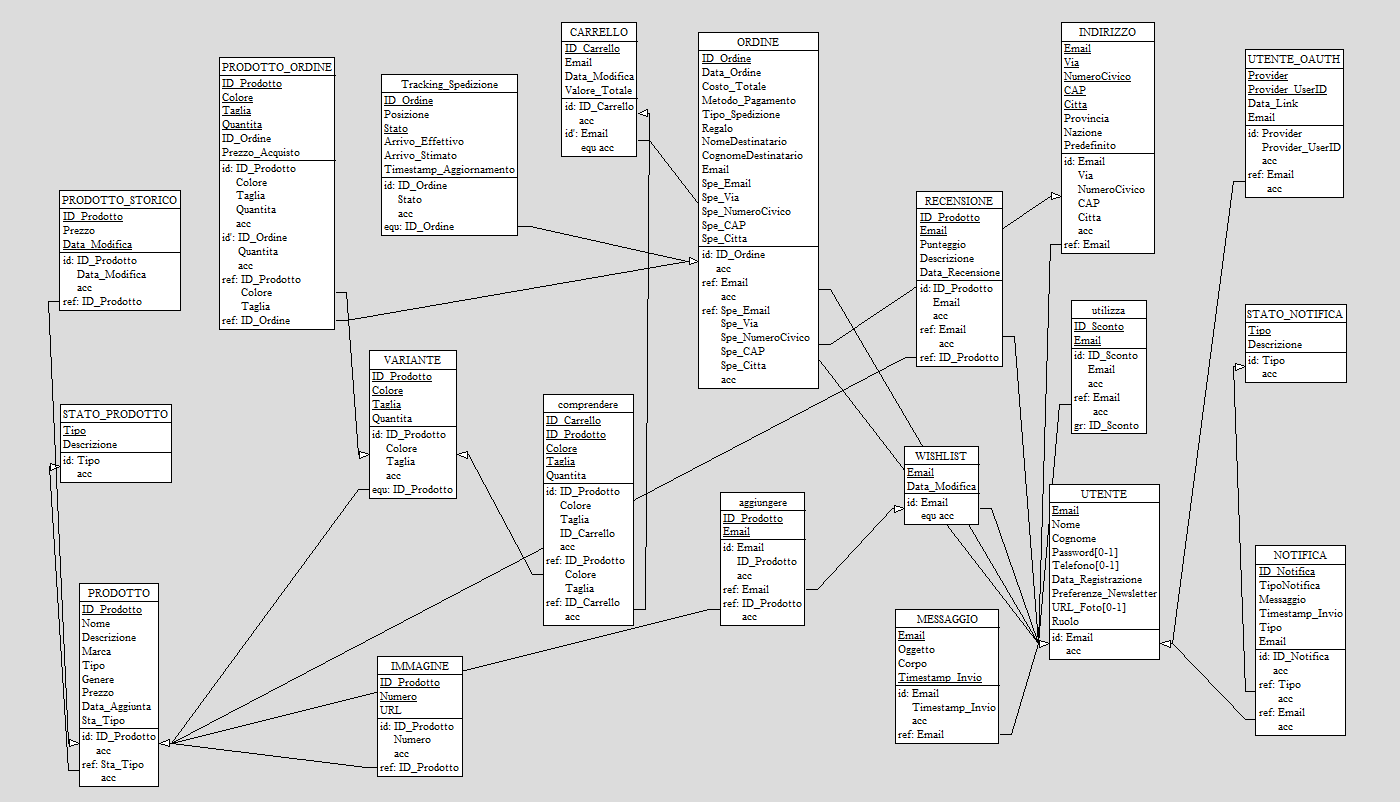 CARRELLO
ID_Carrello
Email
Data_Modifica
Valore_Totale
id: ID_Carrello
acc
id': Email
equ acc
ORDINE
ID_Ordine
Data_Ordine
Costo_Totale
Metodo_Pagamento
Tipo_Spedizione
Regalo
NomeDestinatario
CognomeDestinatario
Email
Spe_Email
Spe_Via
Spe_NumeroCivico
Spe_CAP
Spe_Citta
id: ID_Ordine
acc
ref: Email
acc
ref: Spe_Email
Spe_Via
Spe_NumeroCivico
Spe_CAP
Spe_Citta
acc
INDIRIZZO
Email
Via
NumeroCivico
CAP
Citta
Provincia
Nazione
Predefinito
id: Email
Via
NumeroCivico
CAP
Citta
acc
ref: Email
UTENTE_OAUTH
Provider
Provider_UserID
Data_Link
Email
id: Provider
Provider_UserID
acc
ref: Email
acc
PRODOTTO_ORDINE
ID_Prodotto
Colore
Taglia
Quantita
ID_Ordine
Prezzo_Acquisto
id: ID_Prodotto
Colore
Taglia
Quantita
acc
id': ID_Ordine
Quantita
acc
ref: ID_Prodotto
Colore
Taglia
ref: ID_Ordine
Tracking_Spedizione
ID_Ordine
Posizione
Stato
Arrivo_Effettivo
Arrivo_Stimato
Timestamp_Aggiornamento
id: ID_Ordine
Stato
acc
equ: ID_Ordine
PRODOTTO_STORICO
ID_Prodotto
Prezzo
Data_Modifica
id: ID_Prodotto
Data_Modifica
acc
ref: ID_Prodotto
RECENSIONE
ID_Prodotto
Email
Punteggio
Descrizione
Data_Recensione
id: ID_Prodotto
Email
acc
ref: Email
acc
ref: ID_Prodotto
utilizza
ID_Sconto
Email
id: ID_Sconto
Email
acc
ref: Email
acc
gr: ID_Sconto
STATO_NOTIFICA
Tipo
Descrizione
id: Tipo
acc
VARIANTE
ID_Prodotto
Colore
Taglia
Quantita
id: ID_Prodotto
Colore
Taglia
acc
equ: ID_Prodotto
STATO_PRODOTTO
Tipo
Descrizione
id: Tipo
acc
comprendere
ID_Carrello
ID_Prodotto
Colore
Taglia
Quantita
id: ID_Prodotto
Colore
Taglia
ID_Carrello
acc
ref: ID_Prodotto
Colore
Taglia
ref: ID_Carrello
acc
WISHLIST
Email
Data_Modifica
id: Email
equ acc
aggiungere
ID_Prodotto
Email
id: Email
ID_Prodotto
acc
ref: Email
ref: ID_Prodotto
acc
UTENTE
Email
Nome
Cognome
Password[0-1]
Telefono[0-1]
Data_Registrazione
Preferenze_Newsletter
URL_Foto[0-1]
Ruolo
id: Email
acc
NOTIFICA
ID_Notifica
TipoNotifica
Messaggio
Timestamp_Invio
Tipo
Email
id: ID_Notifica
acc
ref: Tipo
acc
ref: Email
acc
PRODOTTO
ID_Prodotto
Nome
Descrizione
Marca
Tipo
Genere
Prezzo
Data_Aggiunta
Sta_Tipo
id: ID_Prodotto
acc
ref: Sta_Tipo
acc
MESSAGGIO
Email
Oggetto
Corpo
Timestamp_Invio
id: Email
Timestamp_Invio
acc
ref: Email
IMMAGINE
ID_Prodotto
Numero
URL
id: ID_Prodotto
Numero
acc
ref: ID_Prodotto